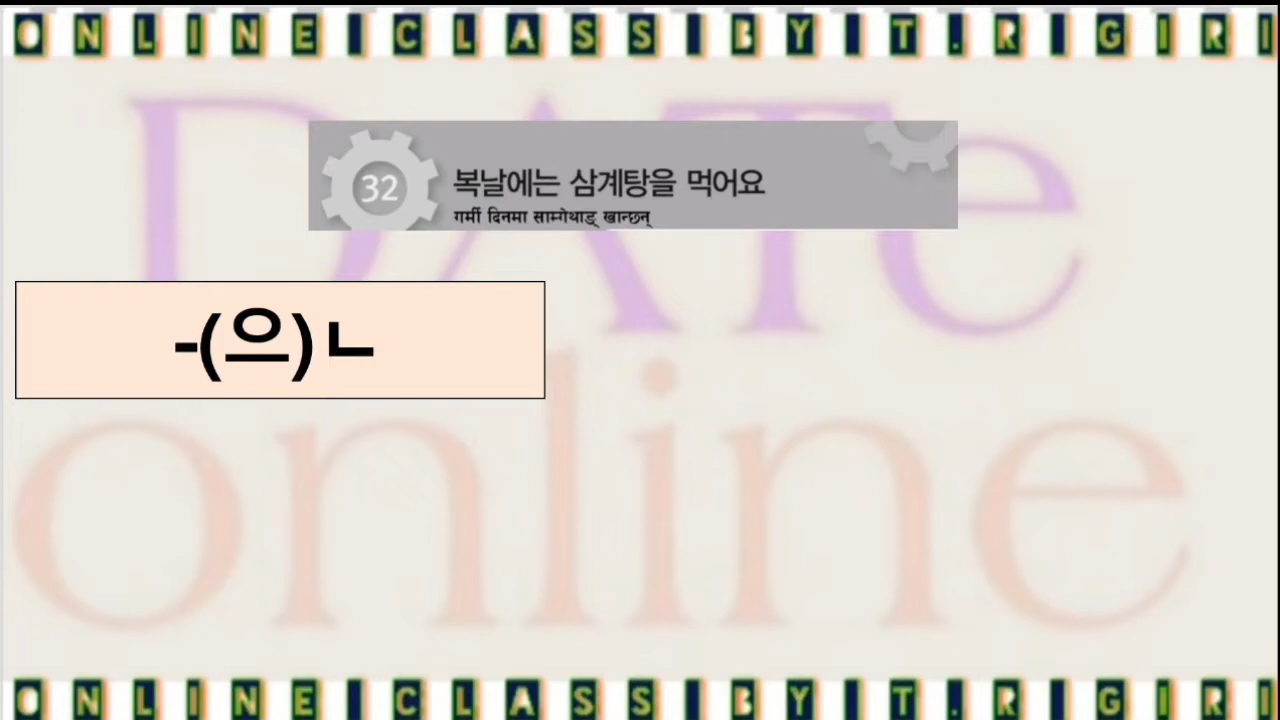 ONLINE CLASS BY T.R GIRI
DATe
32
복날에는 삼계탕을 먹어요
गर्मी दिनमा साम्गेथाङ् खान्छन्
-(으)ㄴ
online
ONLINE CLASS BY T.R GIRI